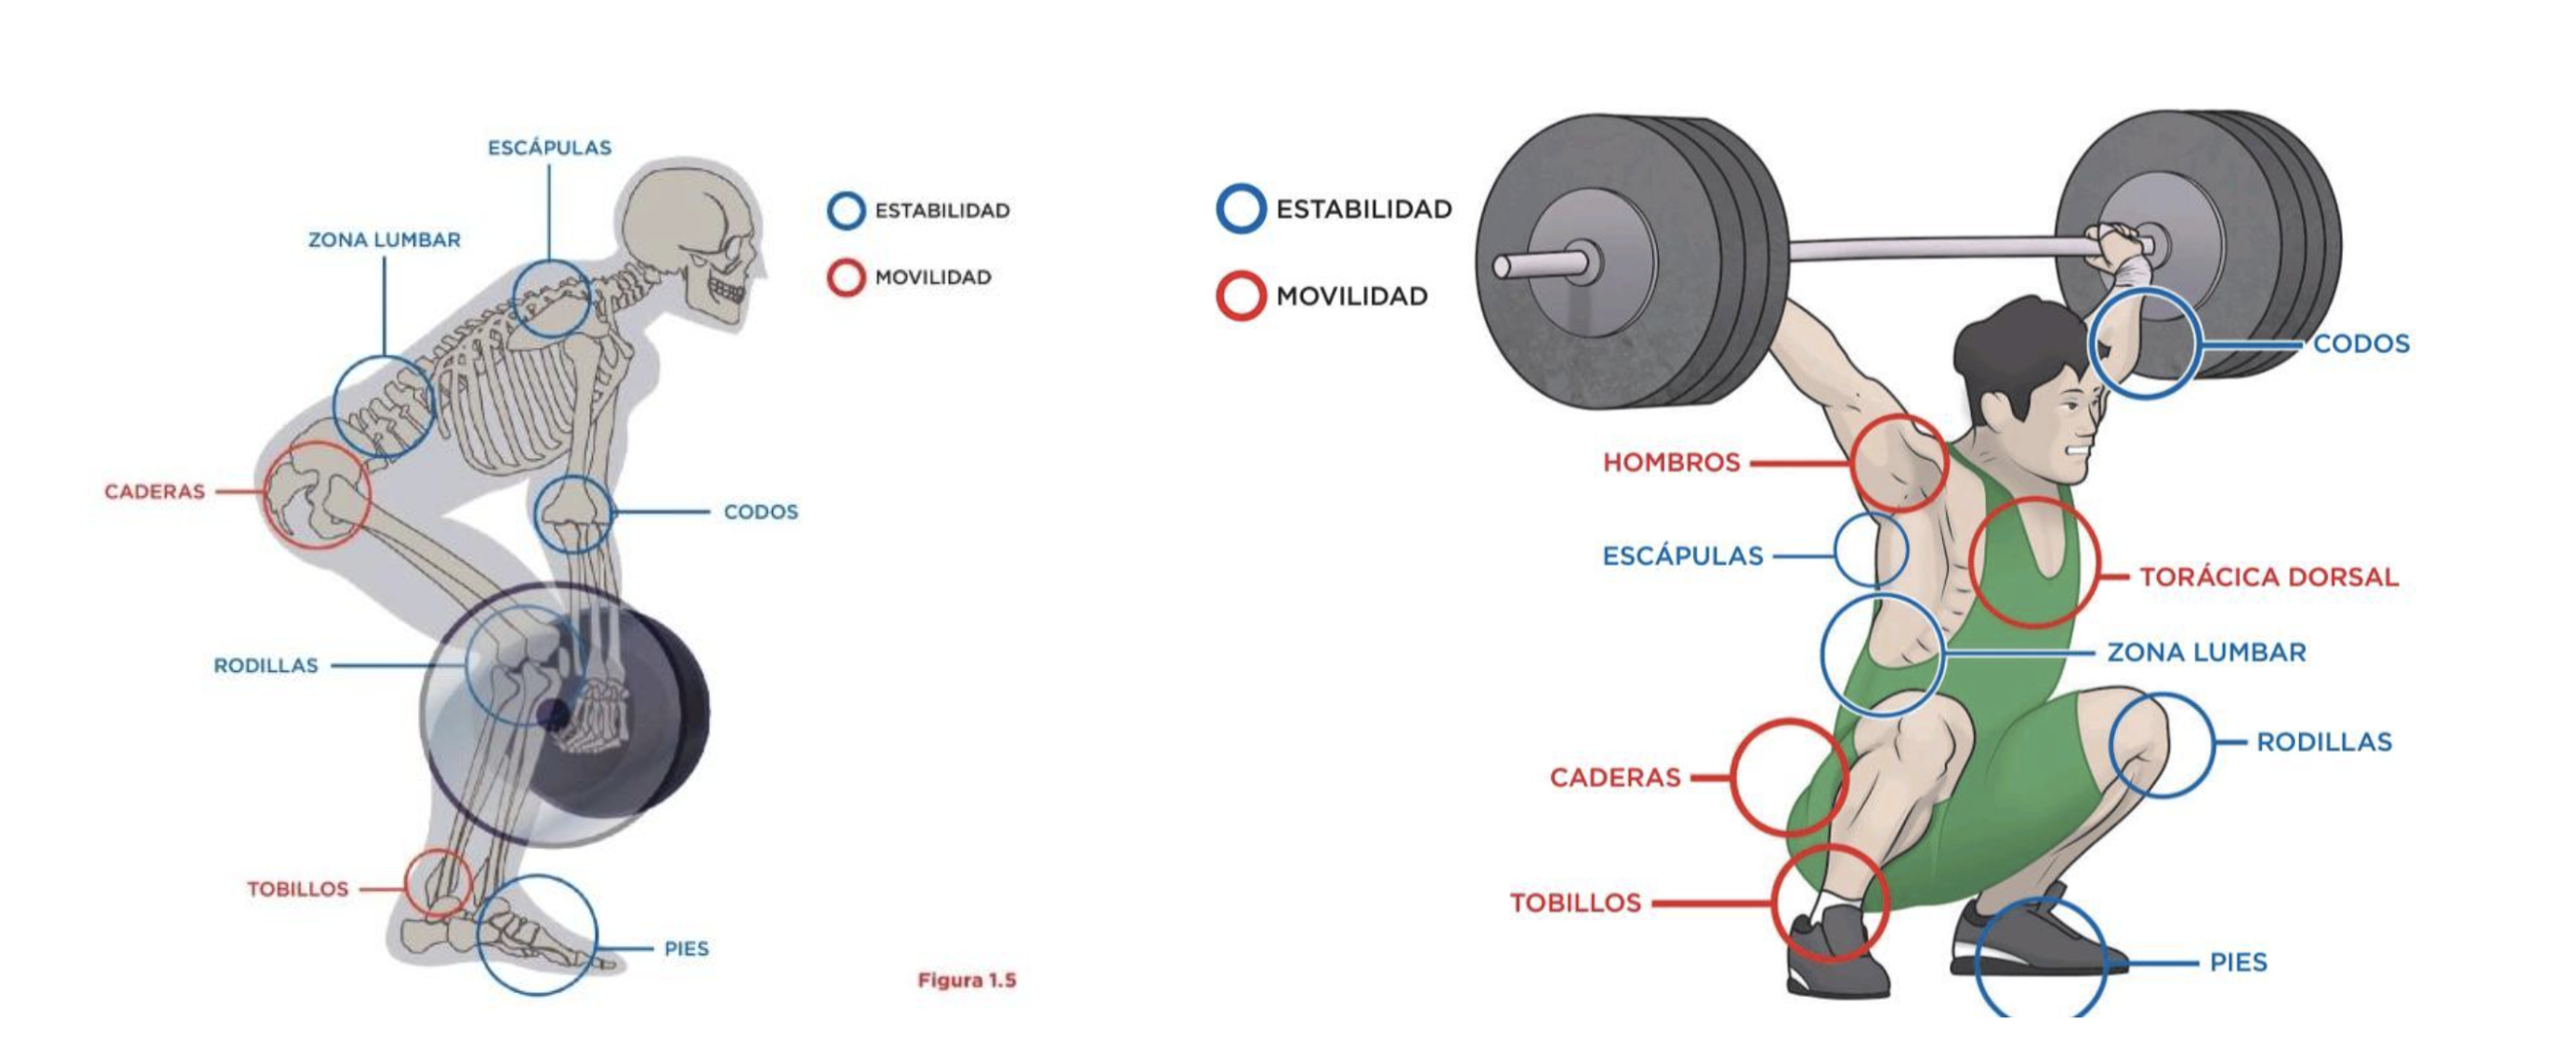 ESCÁPULAS
ZONA LUMBAR
ESTABILIDAD
MOVILIDAD
CADERAS
CODOS
RODILLAS
TOBILLOS
PIES
Figura 1.5
ESTABILIDAD
MOVILIDAD
CODOS
HOMBROS
ESCÁPULAS
TORÁCICA DORSAL
ZONA LUMBAR
RODILLAS
CADERAS
TOBILLOS
PIES